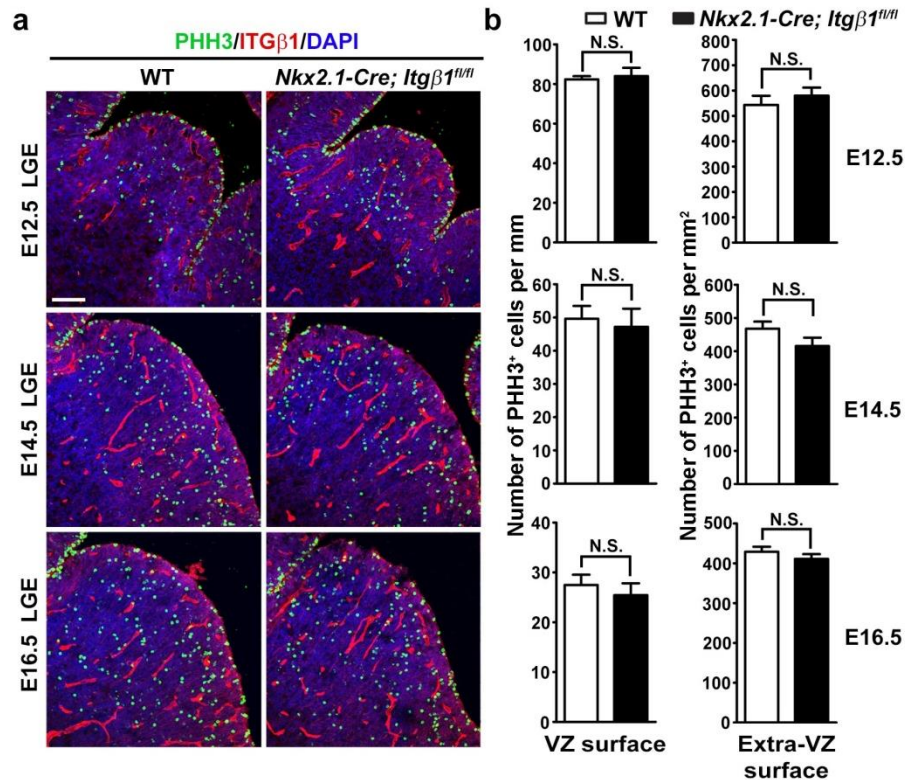 a
PHH3/ITGβ1/DAPI
WT
Nkx2.1-Cre; Itgβ1fl/fl
E12.5 LGE
E14.5 LGE
E16.5 LGE
b
WT
Nkx2.1-Cre; Itgβ1fl/fl
Number of PHH3+ cells per mm
100
80
60
40
20
0
N.S.
Number of PHH3+ cells per mm2
700
600
500
400
300
200
100
0
N.S.
E12.5
60
50
40
30
20
10
0
N.S.
600
500
400
300
200
100
0
N.S.
E14.5
40
30
20
10
0
N.S.
500
400
300
200
100
0
N.S.
E16.5
VZ surface
Extra-VZ
surface